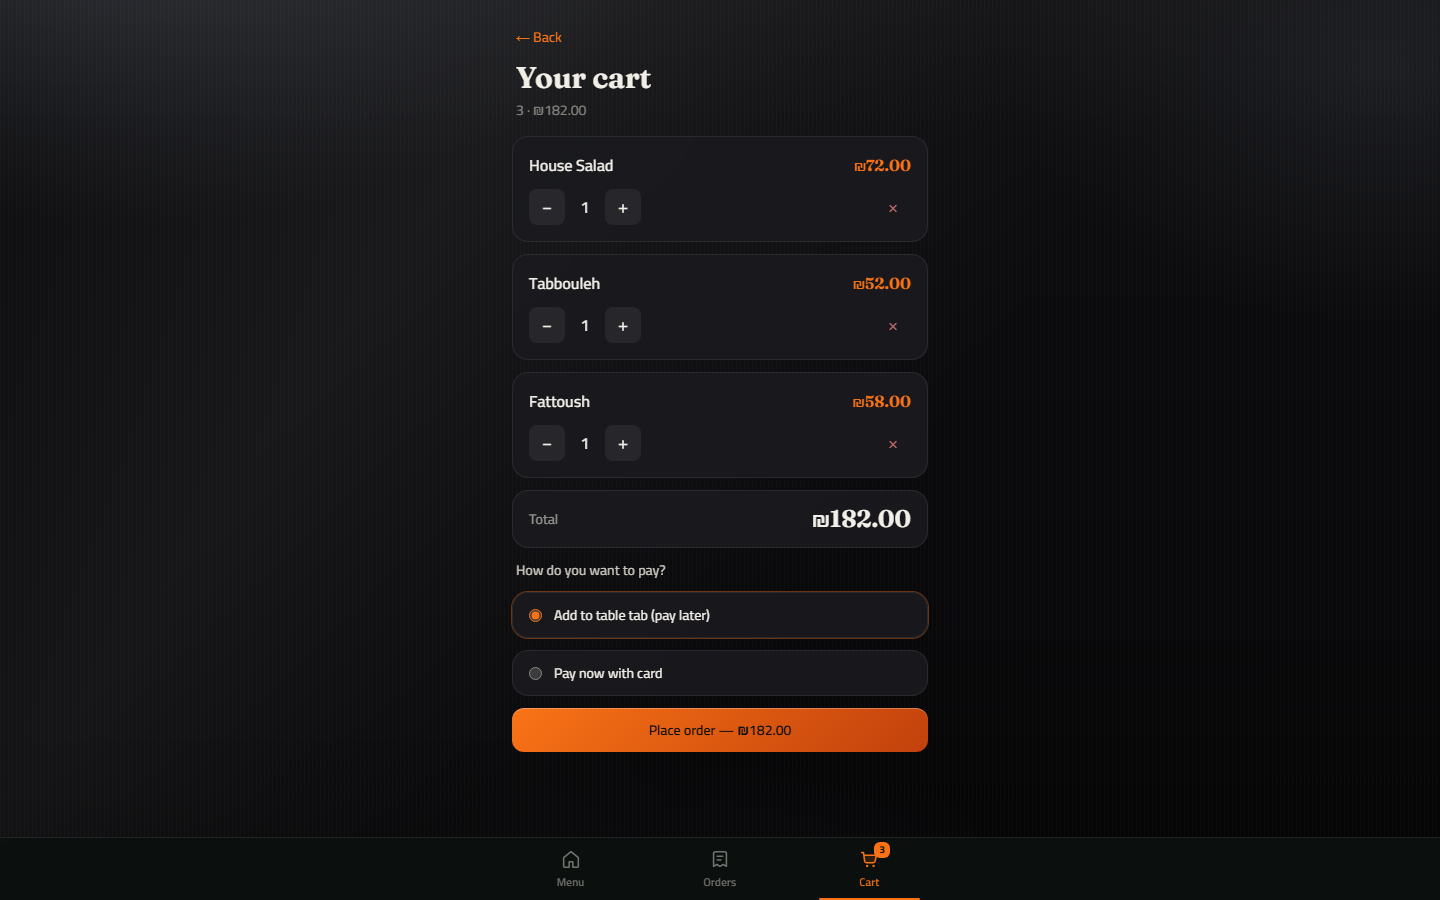 ← Back
Your cart
3 · ₪182.00
House Salad ₪72.00
− 1 + ×
Tabbouleh ₪52.00
− 1 + ×
Fattoush ₪58.00
− 1 + ×
Total ₪182.00
How do you want to pay?
Add to table tab (pay later)
Pay now with card
Place order — ₪182.00
3
Menu Orders Cart